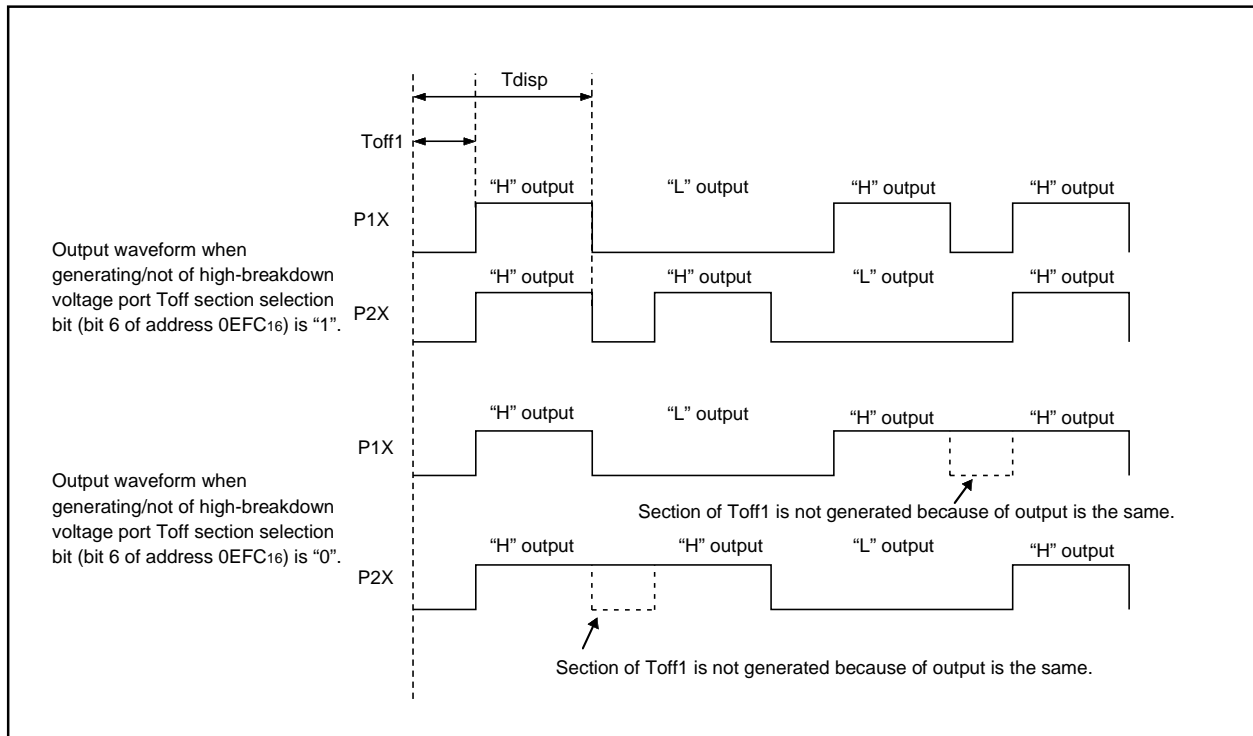 Tdisp
Toff1
“H” output “L” output “H” output “H” output
P1X
Output waveform when
generating/not of high-breakdown
voltage port Toff section selection
bit (bit 6 of address 0EFC16) is “1”.
“H” output “H” output “L” output “H” output
P2X
“H” output “L” output “H” output “H” output
P1X
Output waveform when
generating/not of high-breakdown
voltage port Toff section selection
bit (bit 6 of address 0EFC16) is “0”.
Section of Toff1 is not generated because of output is the same.
“H” output “H” output “L” output “H” output
P2X
Section of Toff1 is not generated because of output is the same.